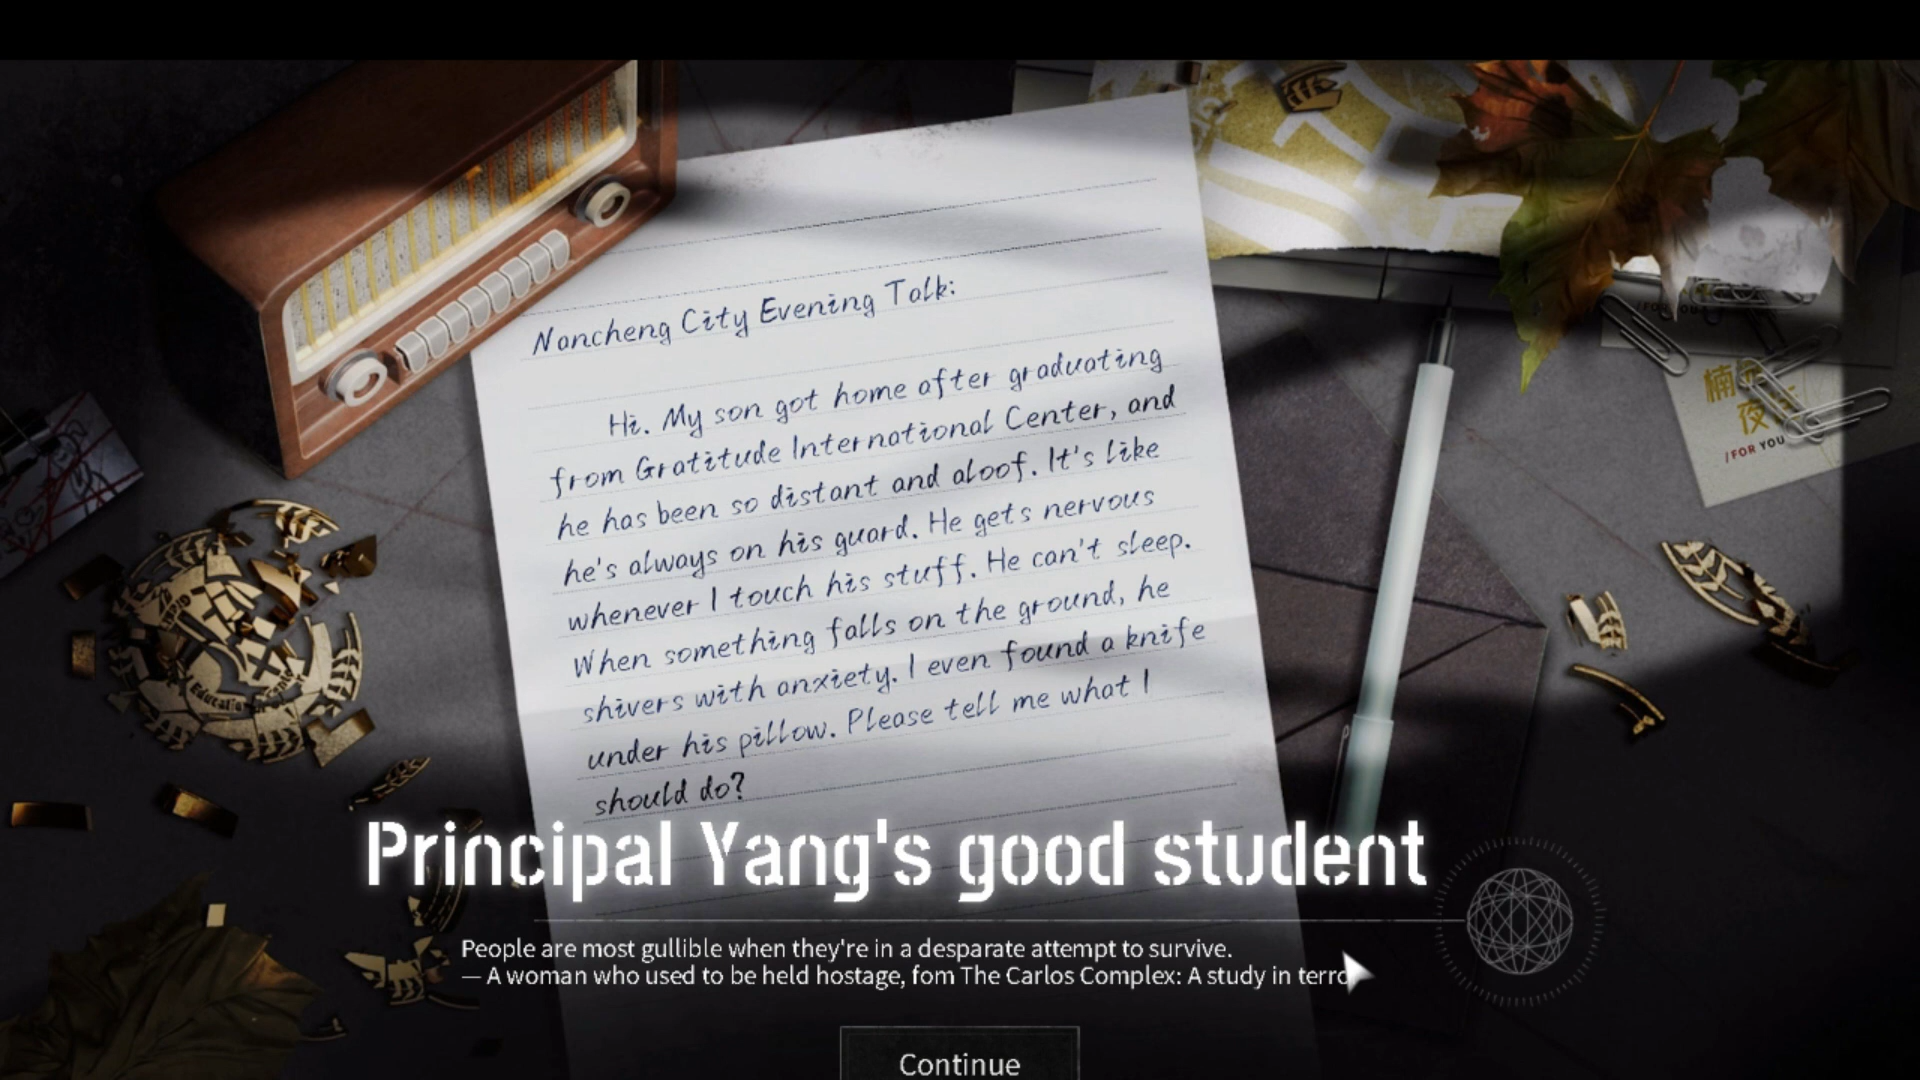 Nancheng City Evening Talk:
Hi. My son got home after graduating
from Gratitude International Center, and
he has been so distant and aloof. It's like
he's always on his guard. He gets nervous
whenever I touch his stuff. He can't sleep.
When something falls on the ground, he
shivers with anxiety. I even found a knife
under his pillow. Please tell me what I
should do?
/FOR YOU
楠
夜
/FOR YOU
Principal Yang's good student
People are most gullible when they're in a desparate attempt to survive.
— A woman who used to be held hostage, fom The Carlos Complex: A study in terro
Continue